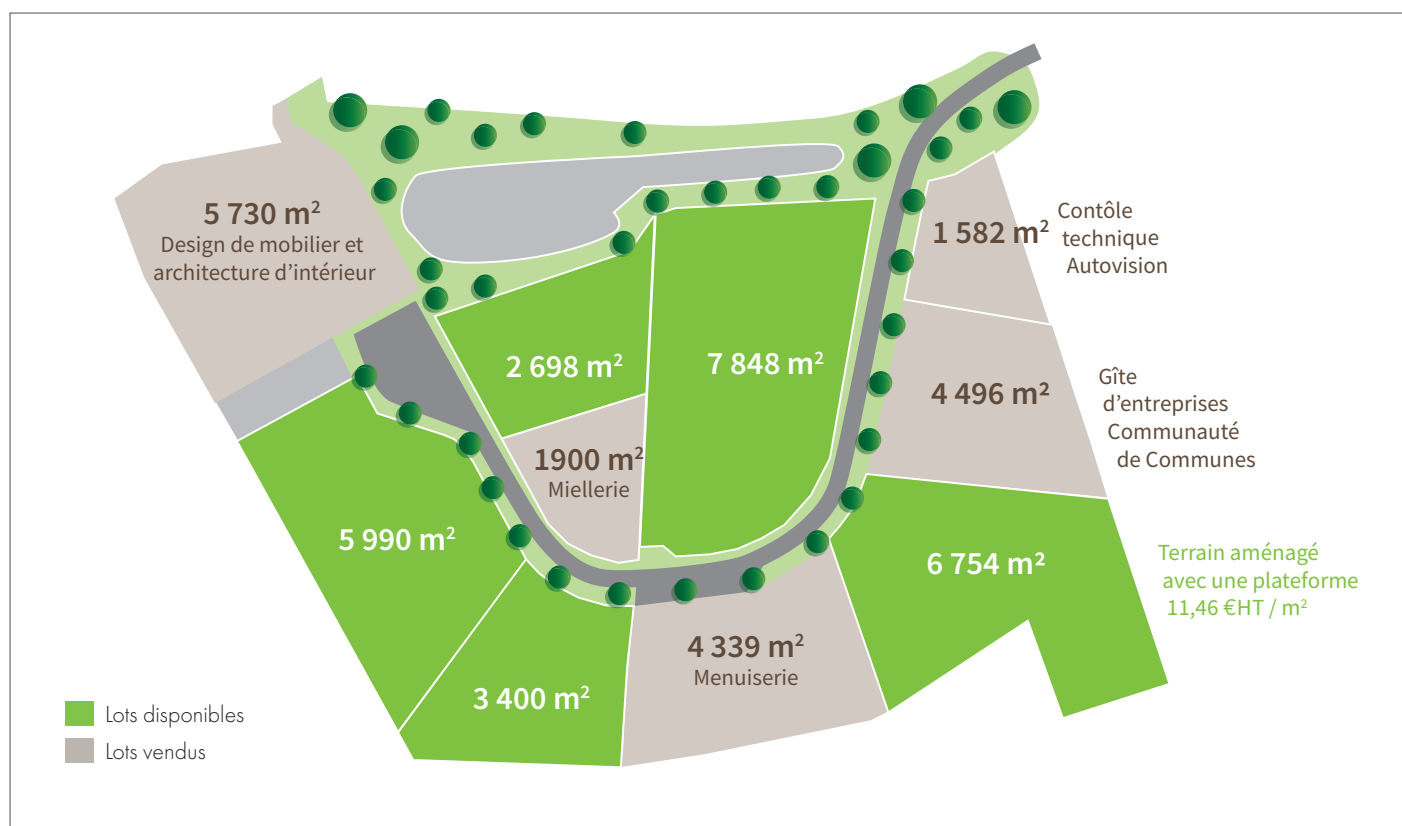 5 730 m²
Design de mobilier et
architecture d'intérieur
1 582 m²
Contôle
technique
Autovision
2 698 m²
7 848 m²
4 496 m²
Gîte
d'entreprises
Communauté
de Communes
1900 m²
Miellerie
5 990 m²
6 754 m²
Terrain aménagé
avec une plateforme
11,46 €HT / m²
4 339 m²
Menuiserie
3 400 m²
Lots disponibles
Lots vendus